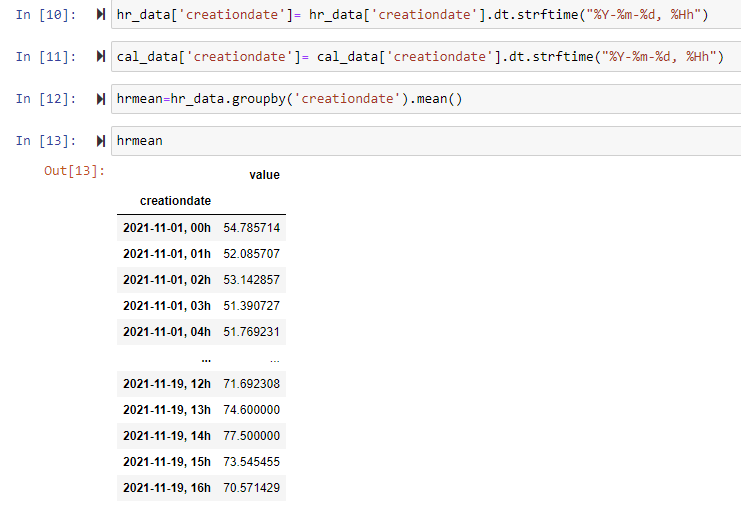 In [10]: hr_data['creationdate']= hr_data['creationdate'].dt.strftime("%Y-%m-%d, %Hh")
In [11]: cal_data['creationdate']= cal_data['creationdate'].dt.strftime("%Y-%m-%d, %Hh")
In [12]: hrmean=hr_data.groupby('creationdate').mean()
In [13]: hrmean
Out[13]:
value
creationdate
2021-11-01, 00h 54.785714
2021-11-01, 01h 52.085707
2021-11-01, 02h 53.142857
2021-11-01, 03h 51.390727
2021-11-01, 04h 51.769231
... ...
2021-11-19, 12h 71.692308
2021-11-19, 13h 74.600000
2021-11-19, 14h 77.500000
2021-11-19, 15h 73.545455
2021-11-19, 16h 70.571429